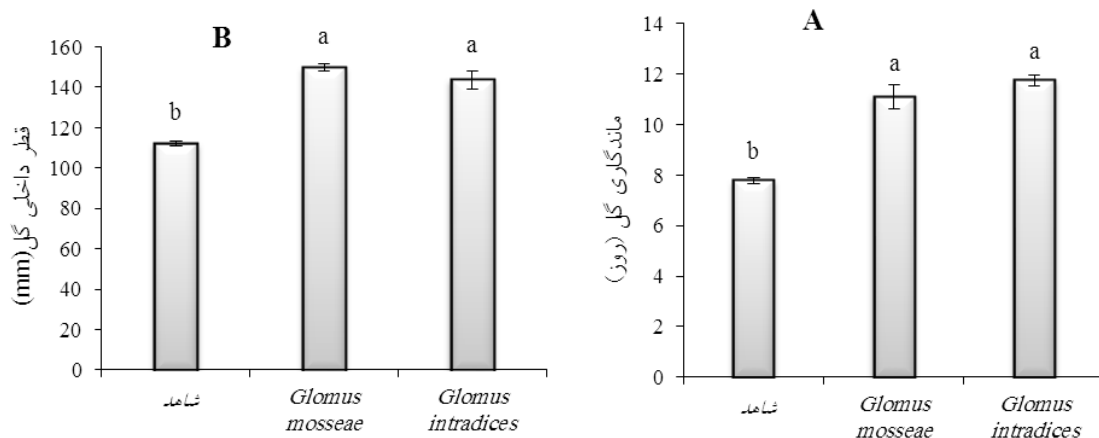 B
قطر داخلی گل(mm)
160
140
120
100
80
60
40
20
0
b
a
a
شاهد
Glomus
mosseae
Glomus
intradices
A
ماندگاری گل (روز)
14
12
10
8
6
4
2
0
b
a
a
شاهد
Glomus
mosseae
Glomus
intradices